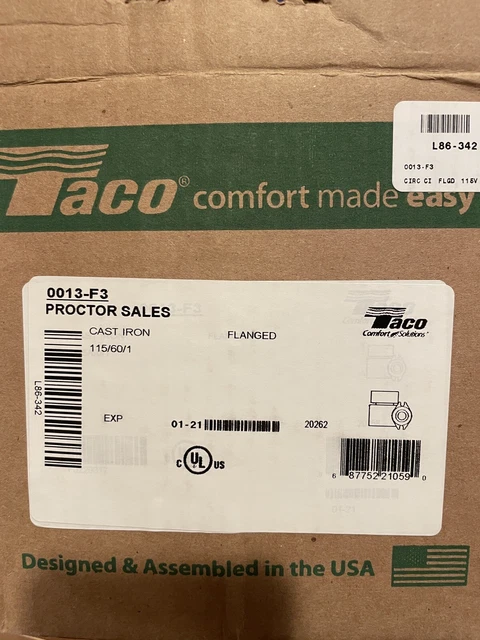 L86-342
0013-F3
CIRC CI FLGD 115V
Taco® comfort made easy
0013-F3
PROCTOR SALES
CAST IRON FLANGED
115/60/1
Taco
Comfort Solutions
L86-342
EXP 01-21 20262
C UL US
6 87752 21059 0
Designed & Assembled in the USA